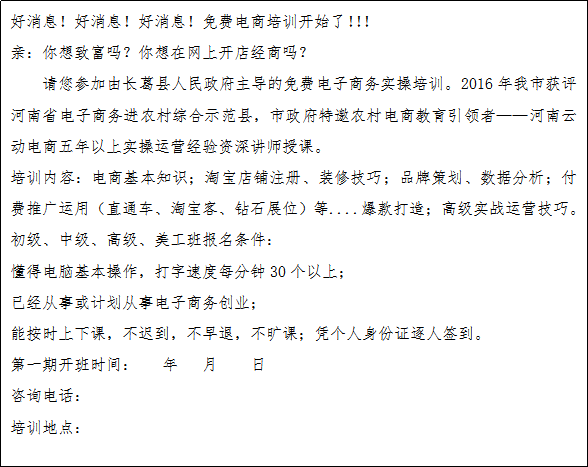 好消息！好消息！好消息！免费电商培训开始了!!!
亲：你想致富吗？你想在网上开店经商吗？
请您参加由长葛县人民政府主导的免费电子商务实操培训。2016年我市获评
河南省电子商务进农村综合示范县，市政府特邀农村电商教育引领者——河南云
动电商五年以上实操运营经验资深讲师授课。
培训内容：电商基本知识；淘宝店铺注册、装修技巧；品牌策划、数据分析；付
费推广运用（直通车、淘宝客、钻石展位）等....爆款打造；高级实战运营技巧。
初级、中级、高级、美工班报名条件：
懂得电脑基本操作，打字速度每分钟30个以上；
已经从事或计划从事电子商务创业；
能按时上下课，不迟到，不早退，不旷课；凭个人身份证逐人签到。
第一期开班时间：　　年　　月　　日
咨询电话：
培训地点：